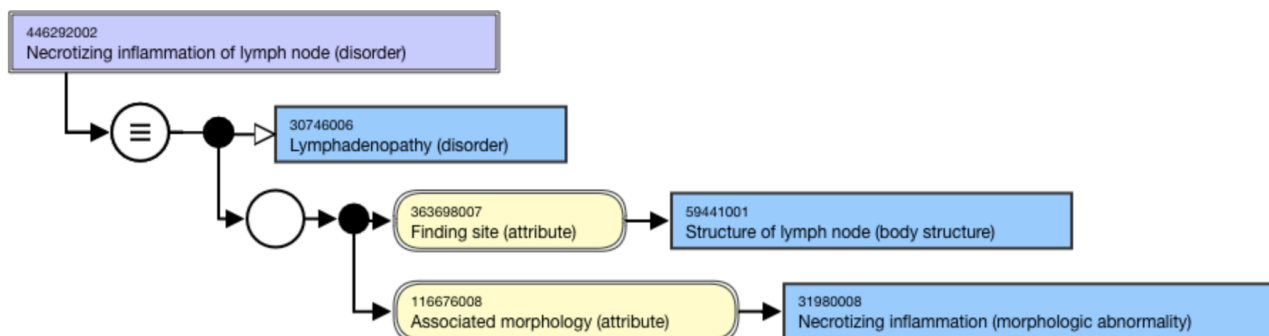 446292002
Necrotizing inflammation of lymph node (disorder)
30746006
Lymphadenopathy (disorder)
363698007
Finding site (attribute)
59441001
Structure of lymph node (body structure)
116676008
Associated morphology (attribute)
31980008
Necrotizing inflammation (morphologic abnormality)